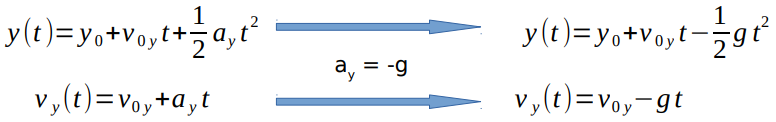 y(t)=y₀+v₀ᵧt+½aᵧt² y(t)=y₀+v₀ᵧt−½gt²
aᵧ = -g
vᵧ(t)=v₀ᵧ+aᵧt vᵧ(t)=v₀ᵧ−gt